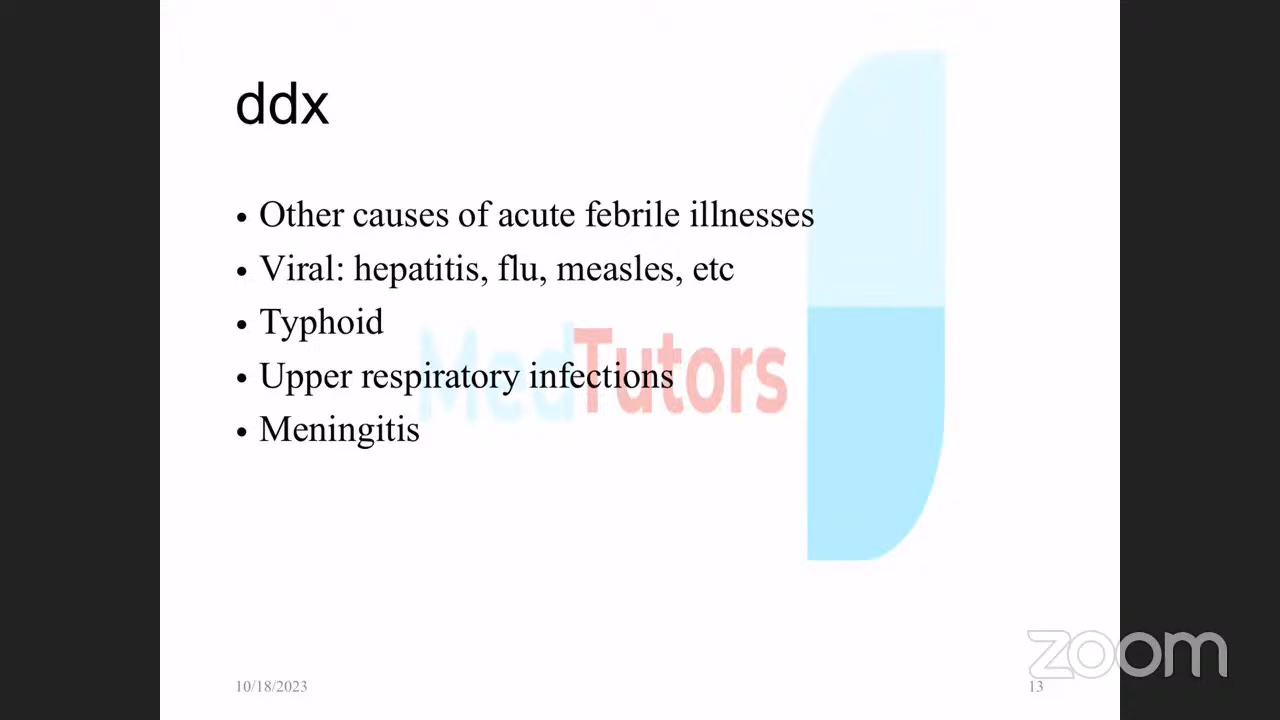 ddx
• Other causes of acute febrile illnesses
• Viral: hepatitis, flu, measles, etc
• Typhoid
• Upper respiratory infections
• Meningitis
MedTutors
zoom
10/18/2023
13